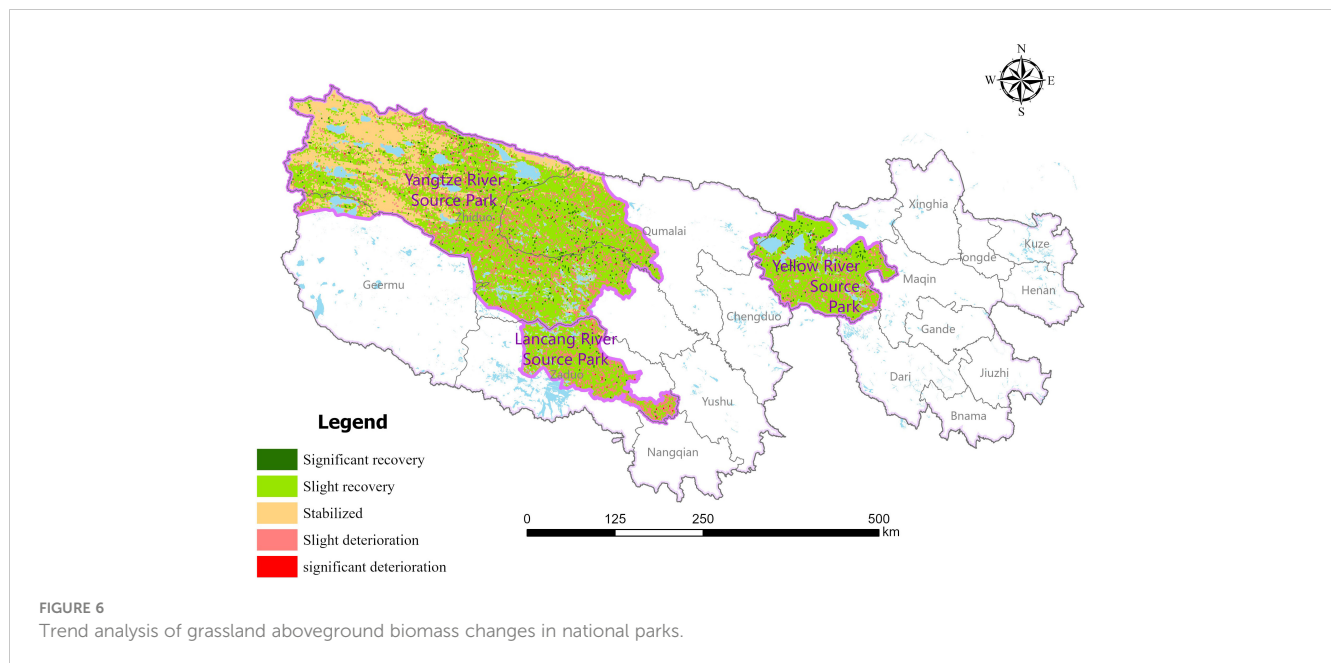 N
W
E
S
Xinghia
Yangtze River
Source Park
Zhiduo
Qumalai
Kuze
Maduo
Tongde
Yellow River
Source
Park
Maqin
Geermu
Henan
Chengduo
Gande
Lancang River
Source Park
Zaduo
Dari
Jiuzhi
Yushu
Bnama
Nangqian
Legend
Significant recovery
Slight recovery
Stabilized
Slight deterioration
significant deterioration
0 125 250 500
km
FIGURE 6
Trend analysis of grassland aboveground biomass changes in national parks.